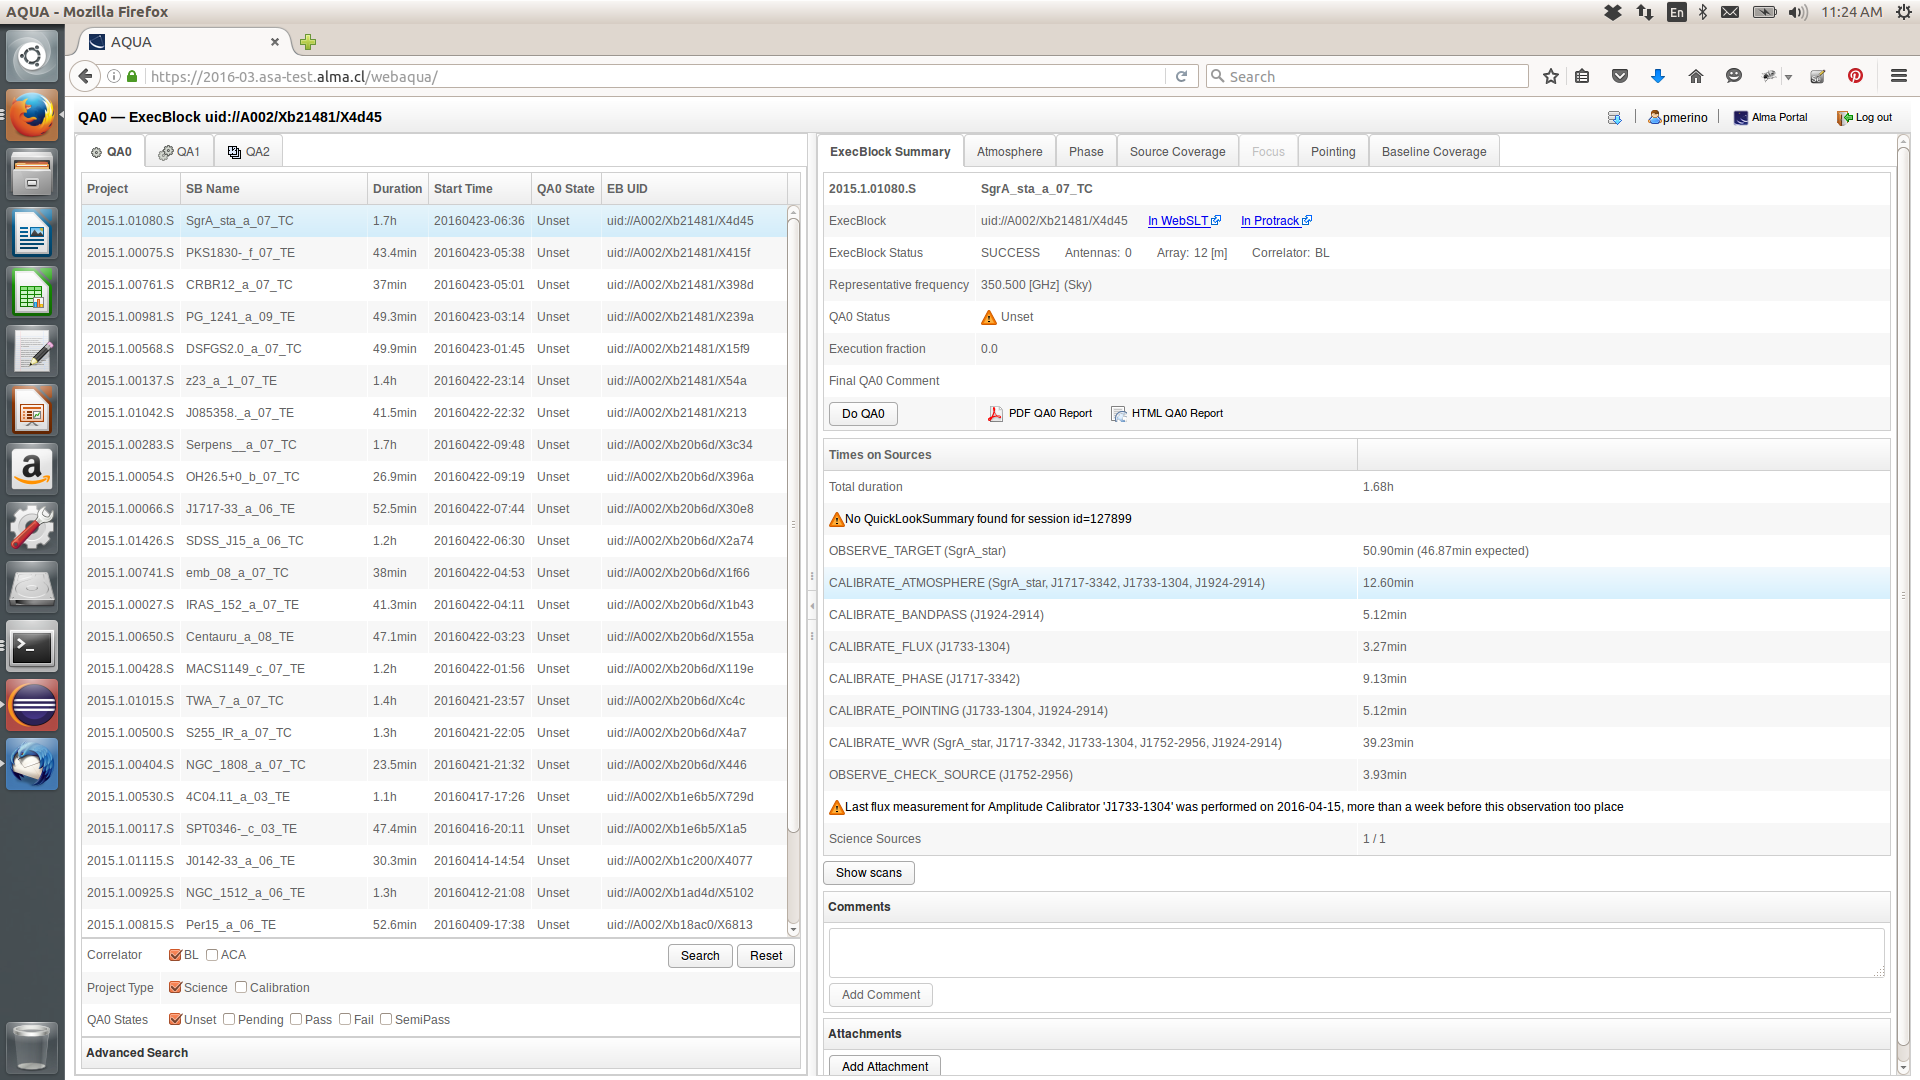 AQUA - Mozilla Firefox
En
11:24 AM
AQUA
https://2016-03.asa-test.alma.cl/webaqua/
Search
QA0 — ExecBlock uid://A002/Xb21481/X4d45
pmerino
Alma Portal
Log out
QA0 QA1 QA2
Project SB Name Duration Start Time QA0 State EB UID
2015.1.01080.S SgrA_sta_a_07_TC 1.7h 20160423-06:36 Unset uid://A002/Xb21481/X4d45
2015.1.00075.S PKS1830-_f_07_TE 43.4min 20160423-05:38 Unset uid://A002/Xb21481/X415f
2015.1.00761.S CRBR12_a_07_TC 37min 20160423-05:01 Unset uid://A002/Xb21481/X398d
2015.1.00981.S PG_1241_a_09_TE 49.3min 20160423-03:14 Unset uid://A002/Xb21481/X239a
2015.1.00568.S DSFGS2.0_a_07_TC 49.9min 20160423-01:45 Unset uid://A002/Xb21481/X15f9
2015.1.00137.S z23_a_1_07_TE 1.4h 20160422-23:14 Unset uid://A002/Xb21481/X54a
2015.1.01042.S J085358._a_07_TE 41.5min 20160422-22:32 Unset uid://A002/Xb21481/X213
2015.1.00283.S Serpens__a_07_TC 1.7h 20160422-09:48 Unset uid://A002/Xb20b6d/X3c34
2015.1.00054.S OH26.5+0_b_07_TC 26.9min 20160422-09:19 Unset uid://A002/Xb20b6d/X396a
2015.1.00066.S J1717-33_a_06_TE 52.5min 20160422-07:44 Unset uid://A002/Xb20b6d/X30e8
2015.1.01426.S SDSS_J15_a_06_TC 1.2h 20160422-06:30 Unset uid://A002/Xb20b6d/X2a74
2015.1.00741.S emb_08_a_07_TC 38min 20160422-04:53 Unset uid://A002/Xb20b6d/X1f66
2015.1.00027.S IRAS_152_a_07_TE 41.3min 20160422-04:11 Unset uid://A002/Xb20b6d/X1b43
2015.1.00650.S Centauru_a_08_TE 47.1min 20160422-03:23 Unset uid://A002/Xb20b6d/X155a
2015.1.00428.S MACS1149_c_07_TE 1.2h 20160422-01:56 Unset uid://A002/Xb20b6d/X119e
2015.1.01015.S TWA_7_a_07_TC 1.4h 20160421-23:57 Unset uid://A002/Xb20b6d/Xc4c
2015.1.00500.S S255_IR_a_07_TC 1.3h 20160421-22:05 Unset uid://A002/Xb20b6d/X4a7
2015.1.00404.S NGC_1808_a_07_TC 23.5min 20160421-21:32 Unset uid://A002/Xb20b6d/X446
2015.1.00530.S 4C04.11_a_03_TE 1.1h 20160417-17:26 Unset uid://A002/Xb1e6b5/X729d
2015.1.00117.S SPT0346-_c_03_TE 47.4min 20160416-20:11 Unset uid://A002/Xb1e6b5/X1a5
2015.1.01115.S J0142-33_a_06_TE 30.3min 20160414-14:54 Unset uid://A002/Xb1c200/X4077
2015.1.00925.S NGC_1512_a_06_TE 1.3h 20160412-21:08 Unset uid://A002/Xb1ad4d/X5102
2015.1.00815.S Per15_a_06_TE 52.6min 20160409-17:38 Unset uid://A002/Xb18ac0/X6813
Correlator BL ACA Search Reset
Project Type Science Calibration
QA0 States Unset Pending Pass Fail SemiPass
Advanced Search
ExecBlock Summary Atmosphere Phase Source Coverage Focus Pointing Baseline Coverage
2015.1.01080.S SgrA_sta_a_07_TC
ExecBlock uid://A002/Xb21481/X4d45 In WebSLT In Protrack
ExecBlock Status SUCCESS Antennas: 0 Array: 12 [m] Correlator: BL
Representative frequency 350.500 [GHz] (Sky)
QA0 Status Unset
Execution fraction 0.0
Final QA0 Comment
Do QA0 PDF QA0 Report HTML QA0 Report
Times on Sources
Total duration 1.68h
No QuickLookSummary found for session id=127899
OBSERVE_TARGET (SgrA_star) 50.90min (46.87min expected)
CALIBRATE_ATMOSPHERE (SgrA_star, J1717-3342, J1733-1304, J1924-2914) 12.60min
CALIBRATE_BANDPASS (J1924-2914) 5.12min
CALIBRATE_FLUX (J1733-1304) 3.27min
CALIBRATE_PHASE (J1717-3342) 9.13min
CALIBRATE_POINTING (J1733-1304, J1924-2914) 5.12min
CALIBRATE_WVR (SgrA_star, J1717-3342, J1733-1304, J1752-2956, J1924-2914) 39.23min
OBSERVE_CHECK_SOURCE (J1752-2956) 3.93min
Last flux measurement for Amplitude Calibrator 'J1733-1304' was performed on 2016-04-15, more than a week before this observation too place
Science Sources 1 / 1
Show scans
Comments
Add Comment
Attachments
Add Attachment